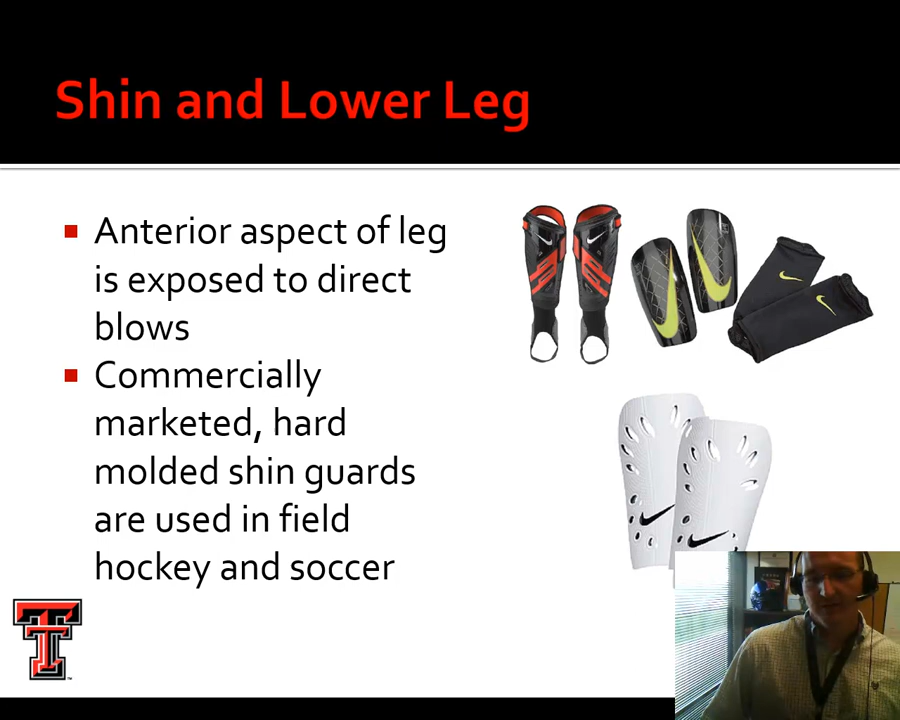 Shin and Lower Leg
Anterior aspect of leg
is exposed to direct
blows
Commercially
marketed, hard
molded shin guards
are used in field
hockey and soccer